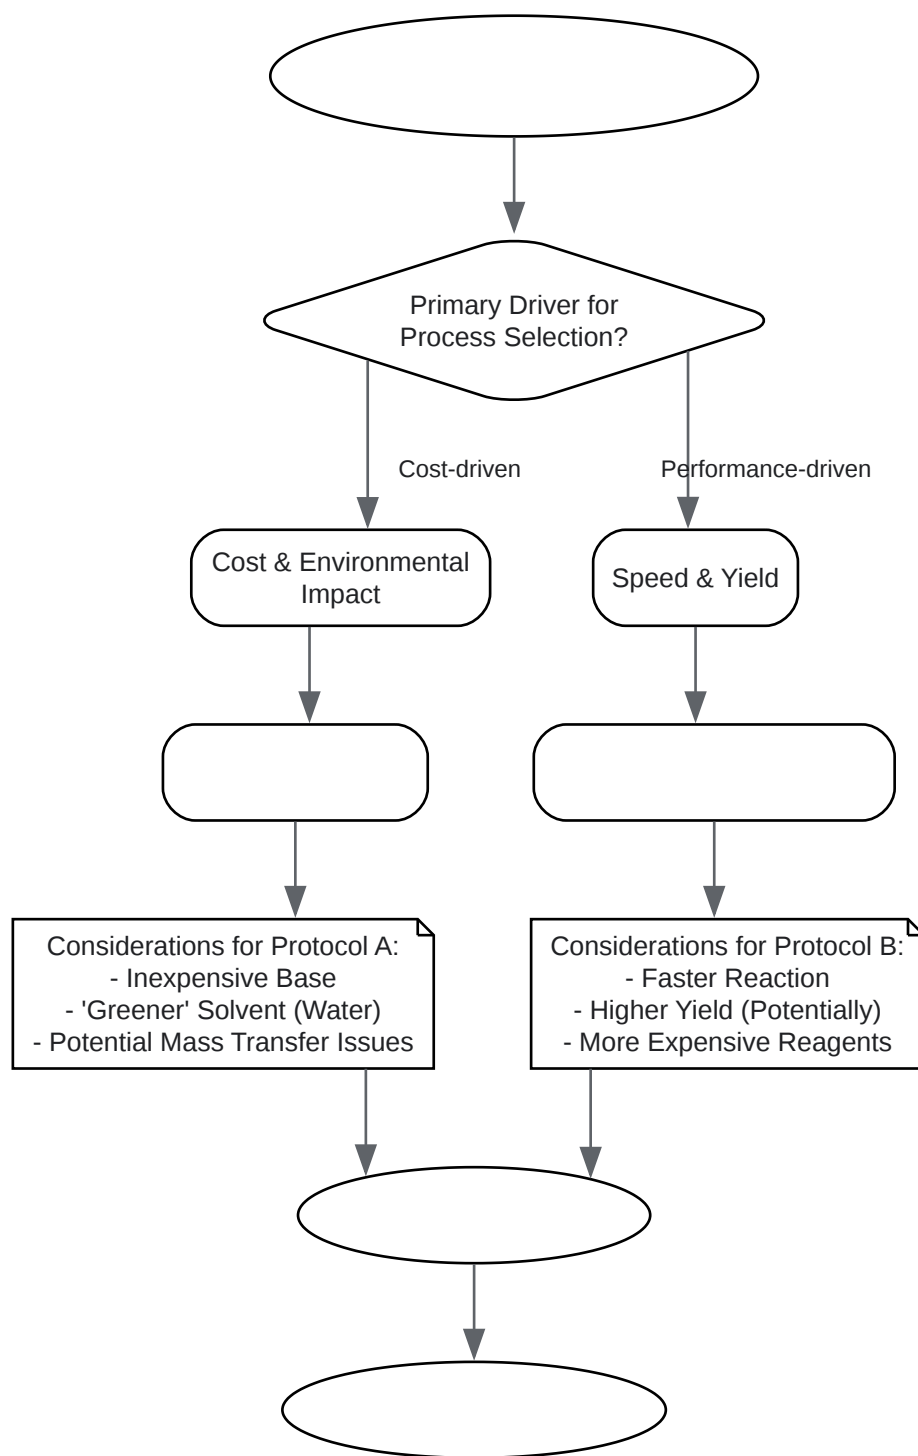 Primary Driver for
Process Selection?
Cost-driven
Performance-driven
Cost & Environmental
Impact
Speed & Yield
Considerations for Protocol A:
- Inexpensive Base
- 'Greener' Solvent (Water)
- Potential Mass Transfer Issues
Considerations for Protocol B:
- Faster Reaction
- Higher Yield (Potentially)
- More Expensive Reagents